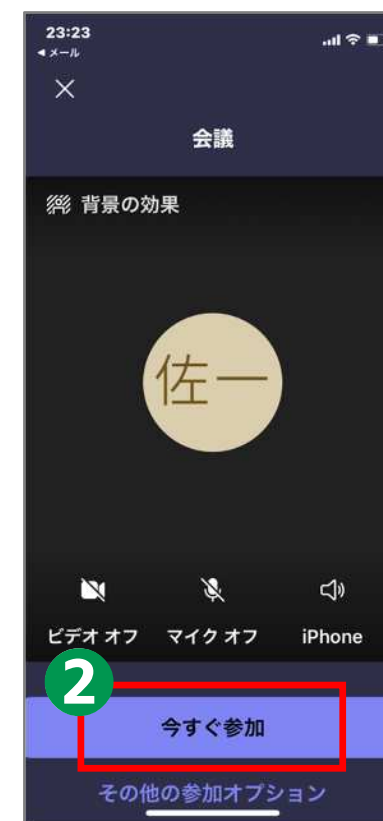 23:23
◀ メール
会議
背景の効果
佐一
ビデオ オフ マイク オフ iPhone
2
今すぐ参加
その他の参加オプション